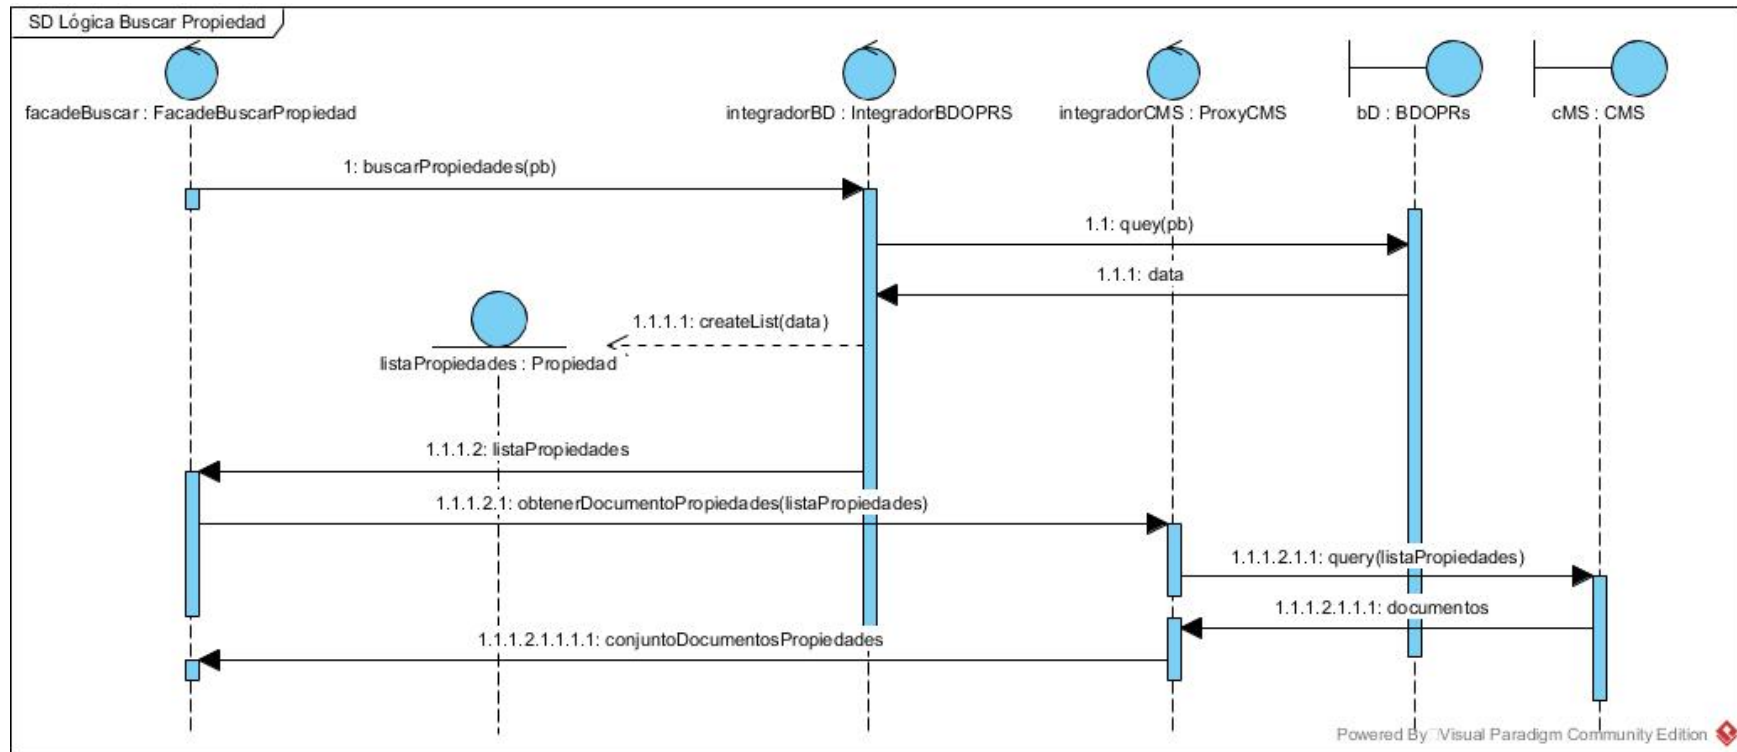 SD Lógica Buscar Propiedad
facadeBuscar : FacadeBuscarPropiedad
integradorBD : IntegradorBDOPRS
integradorCMS : ProxyCMS
bD : BDOPRs
cMS : CMS
1: buscarPropiedades(pb)
1.1: quey(pb)
1.1.1: data
1.1.1.1: createList(data)
listaPropiedades : Propiedad
1.1.1.2: listaPropiedades
1.1.1.2.1: obtenerDocumentoPropiedades(listaPropiedades)
1.1.1.2.1.1: query(listaPropiedades)
1.1.1.2.1.1.1: documentos
1.1.1.2.1.1.1.1: conjuntoDocumentosPropiedades
Powered By Visual Paradigm Community Edition